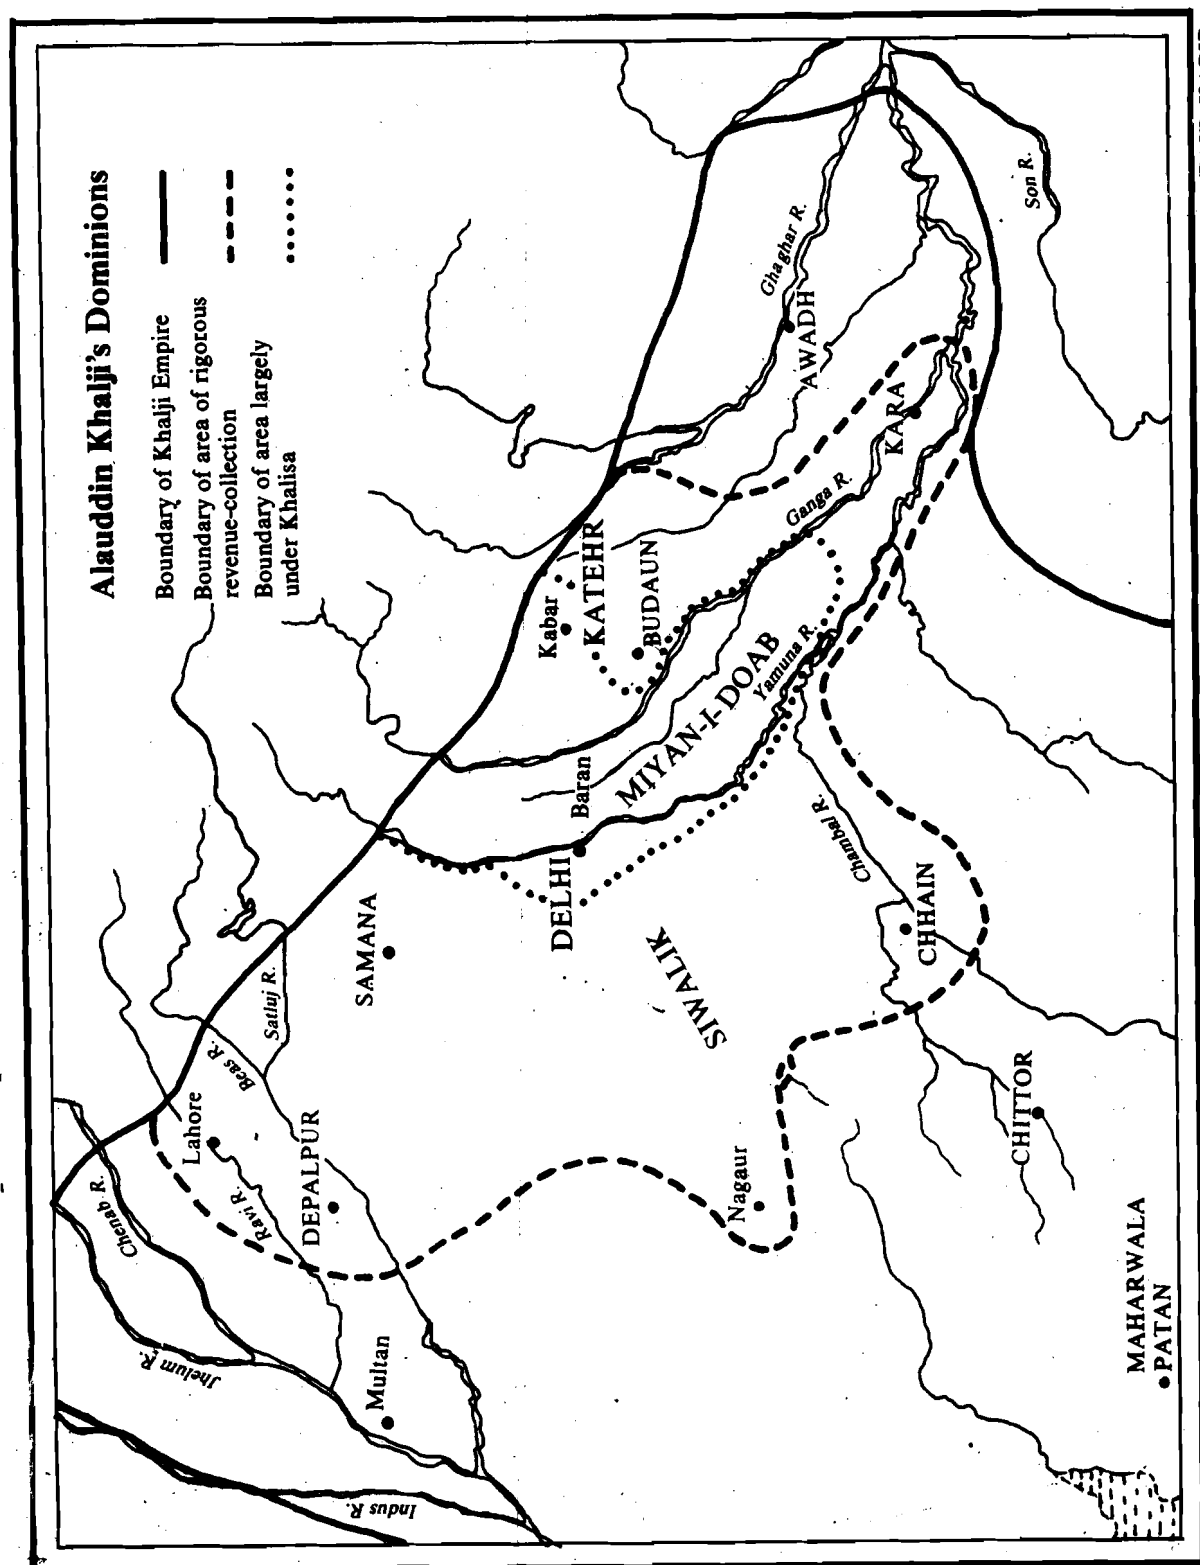 Alauddin Khalji's Dominions
Boundary of Khalji Empire
Boundary of area of rigorous
revenue-collection
Boundary of area largely
under Khalisa
Chenab R.
Jhelum R.
Indus R.
Ravi R.
Beas R.
Satluj R.
Lahore
DEPALPUR
Multan
SAMANA
DELHI
Baran
Kabar
KATEHR
BUDAUN
MIYAN-I-DOAB
Yamuna R.
Ganga R.
Ghaghar R.
AWADH
KARA
Son R.
SIWALIK
Chambal R.
CHHAIN
Nagaur
CHITTOR
MAHARWALA
PATAN